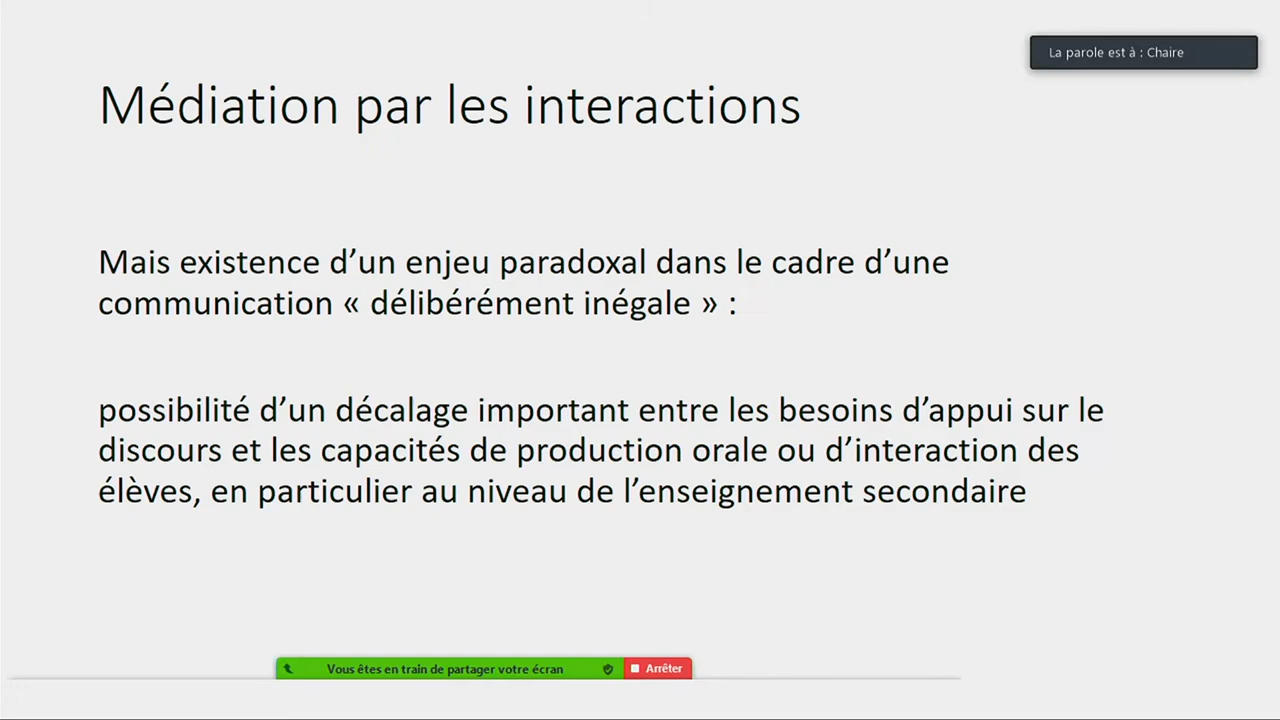 La parole est à : Chaire
Médiation par les interactions
Mais existence d’un enjeu paradoxal dans le cadre d’une
communication « délibérément inégale » :
possibilité d’un décalage important entre les besoins d’appui sur le
discours et les capacités de production orale ou d’interaction des
élèves, en particulier au niveau de l’enseignement secondaire
Vous êtes en train de partager votre écran
Arrêter